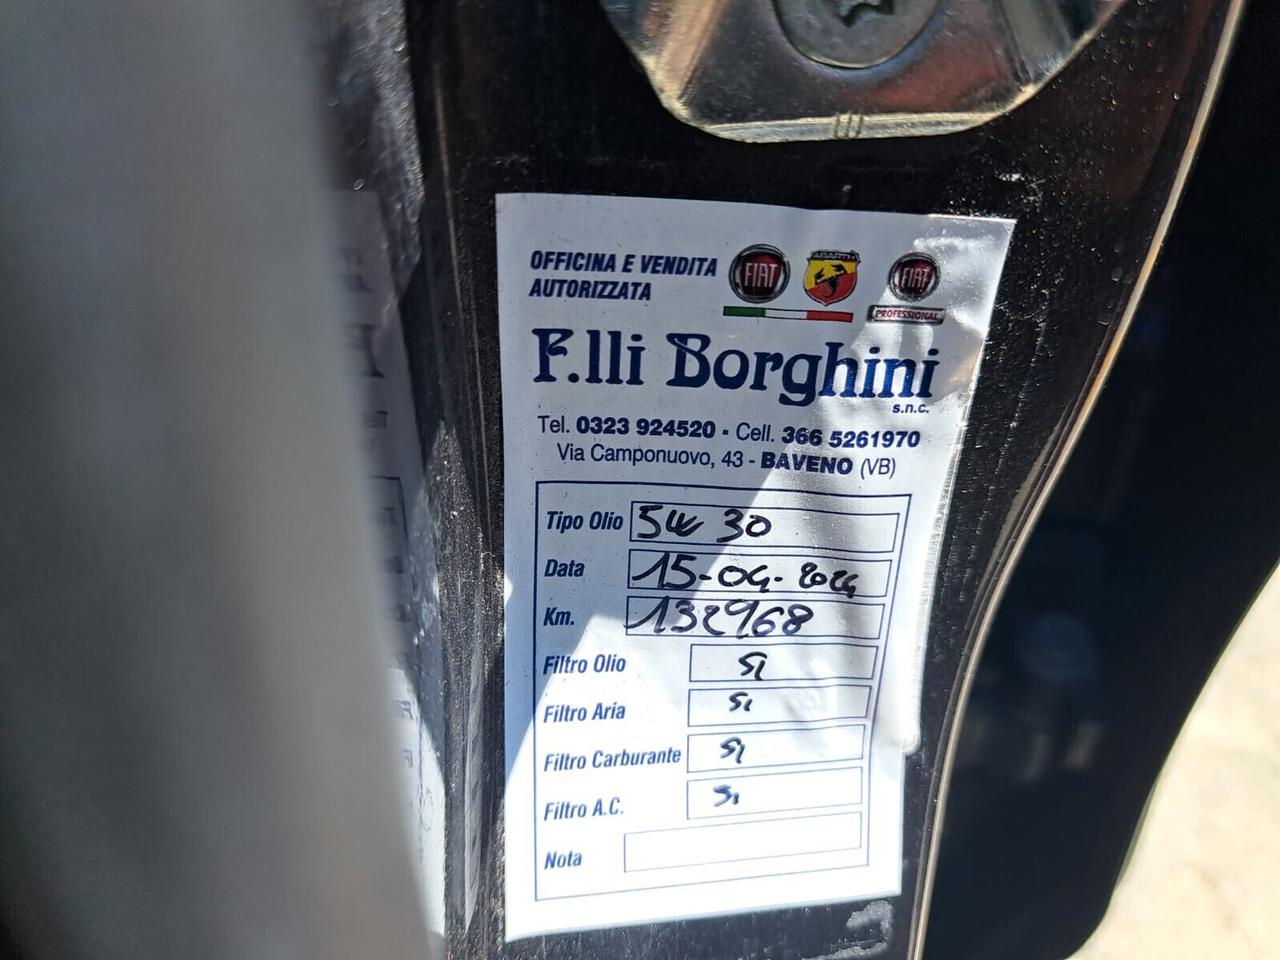 OFFICINA E VENDITA
AUTORIZZATA
FIAT
ABARTH
FIAT
PROFESSIONAL
F.lli Borghini
s.n.c.
Tel. 0323 924520 - Cell. 366 5261970
Via Camponuovo, 43 - BAVENO (VB)
Tipo Olio 5W 30
Data 15-04-2024
Km. 132968
Filtro Olio SI
Filtro Aria SI
Filtro Carburante SI
Filtro A.C. SI
Nota